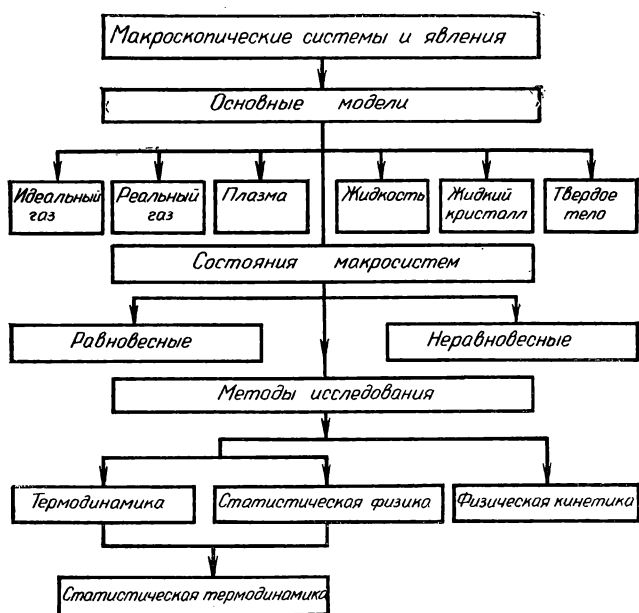 Макроскопические системы и явления
Основные модели
Идеальный газ
Реальный газ
Плазма
Жидкость
Жидкий кристалл
Твердое тело
Состояния макросистем
Равновесные
Неравновесные
Методы исследования
Термодинамика
Статистическая физика
Физическая кинетика
Статистическая термодинамика